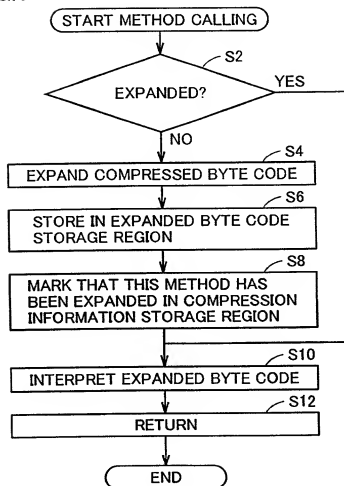 START METHOD CALLING
S2
EXPANDED?
YES
NO
S4
EXPAND COMPRESSED BYTE CODE
S6
STORE IN EXPANDED BYTE CODE
STORAGE REGION
S8
MARK THAT THIS METHOD HAS
BEEN EXPANDED IN COMPRESSION
INFORMATION STORAGE REGION
S10
INTERPRET EXPANDED BYTE CODE
S12
RETURN
END